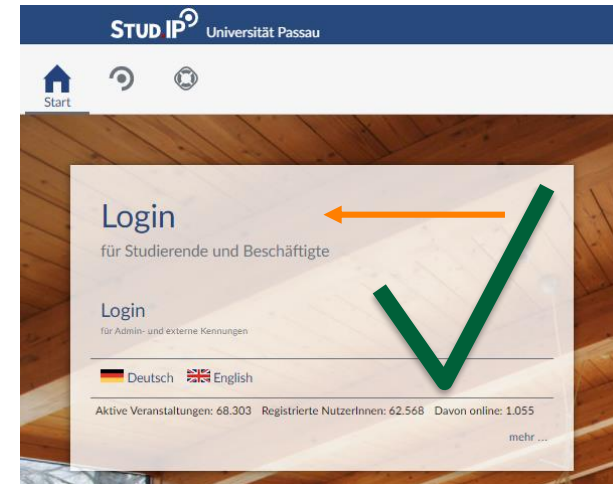 STUD.IP Universität Passau
Start
Login
für Studierende und Beschäftigte
Login
für Admin- und externe Kennungen
Deutsch English
Aktive Veranstaltungen: 68.303 Registrierte NutzerInnen: 62.568 Davon online: 1.055
mehr ...